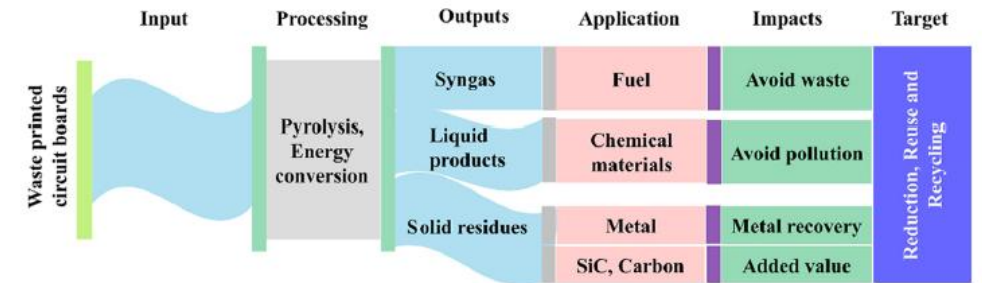 Input
Processing
Outputs
Application
Impacts
Target
Waste printed
circuit boards
Pyrolysis,
Energy
conversion
Syngas
Liquid
products
Solid residues
Fuel
Chemical
materials
Metal
SiC, Carbon
Avoid waste
Avoid pollution
Metal recovery
Added value
Reduction, Reuse and
Recycling